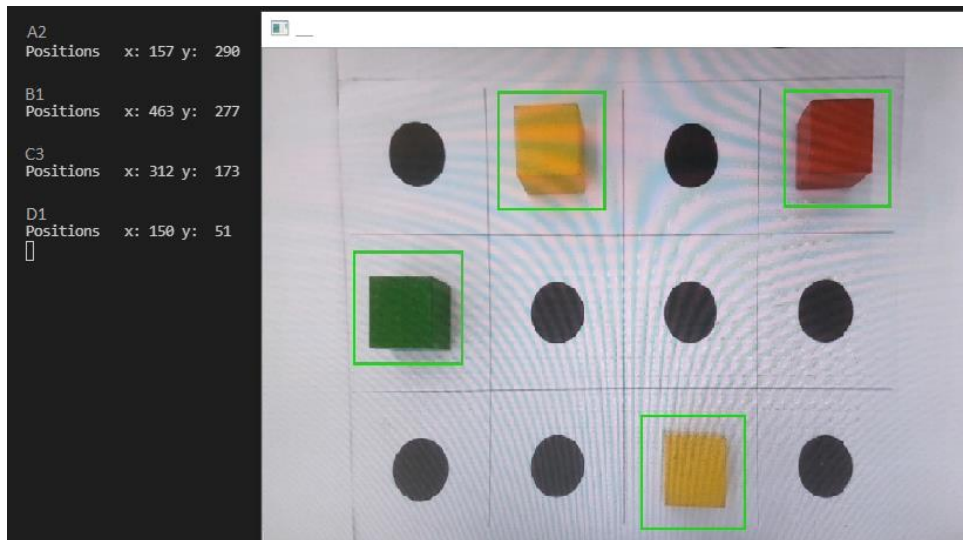 A2
Positions x: 157 y: 290
B1
Positions x: 463 y: 277
C3
Positions x: 312 y: 173
D1
Positions x: 150 y: 51